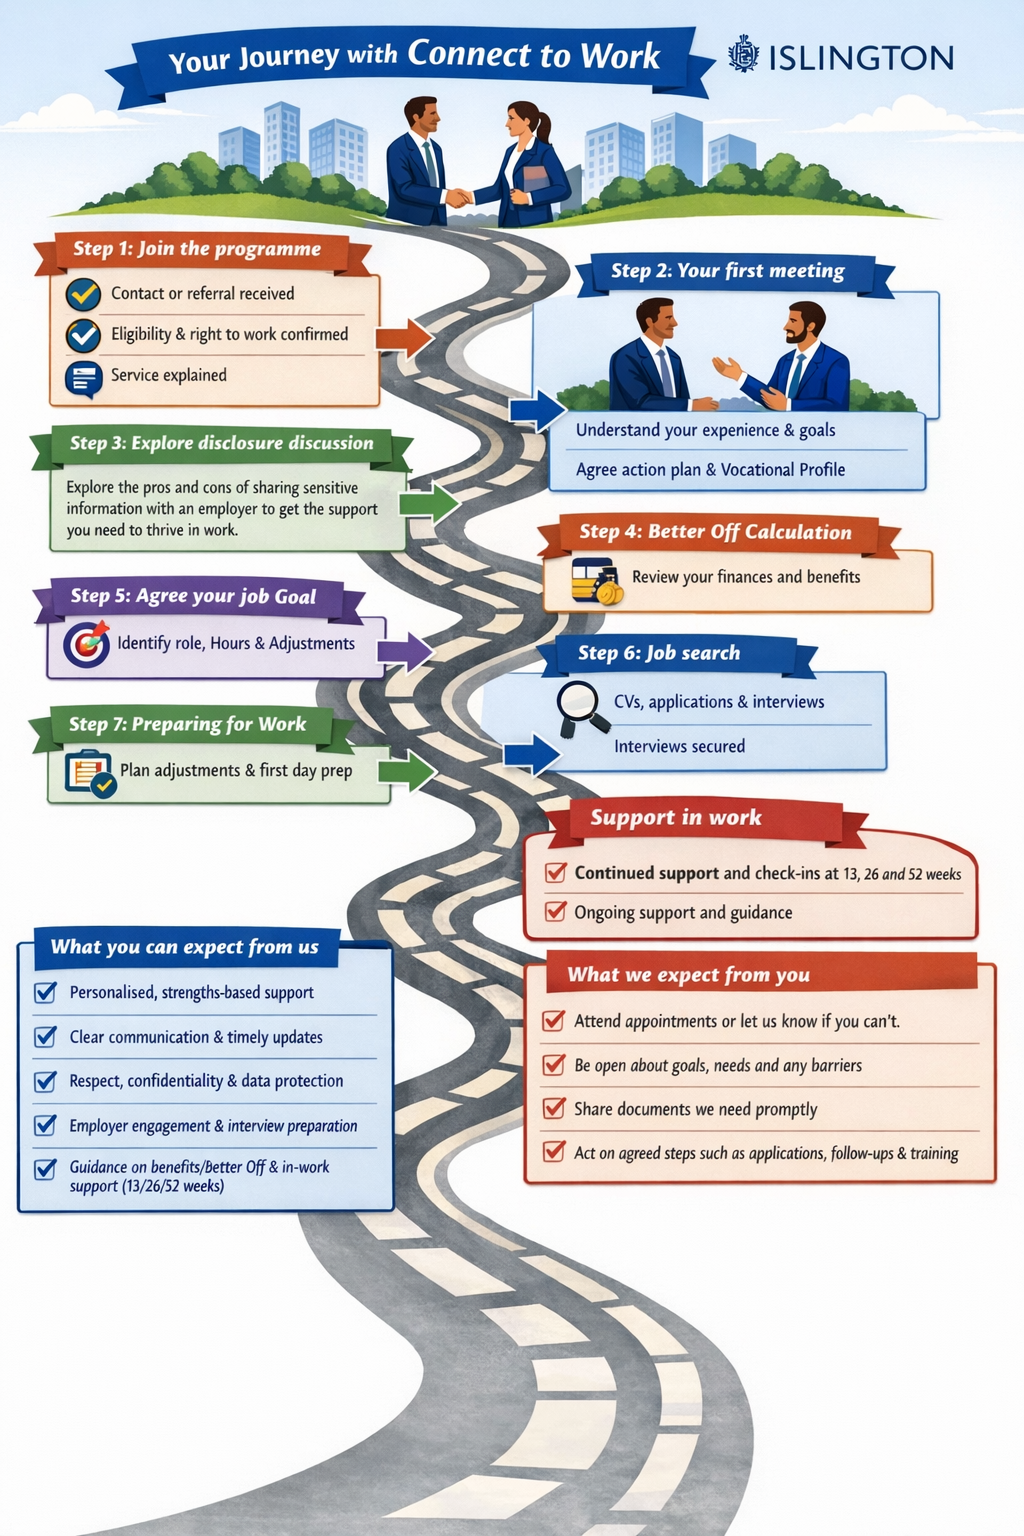 Your Journey with Connect to Work
ISLINGTON
Step 1: Join the programme
Contact or referral received
Eligibility & right to work confirmed
Service explained
Step 2: Your first meeting
Understand your experience & goals
Agree action plan & Vocational Profile
Step 3: Explore disclosure discussion
Explore the pros and cons of sharing sensitive
information with an employer to get the support
you need to thrive in work.
Step 4: Better Off Calculation
Review your finances and benefits
Step 5: Agree your job Goal
Identify role, Hours & Adjustments
Step 6: Job search
CVs, applications & interviews
Interviews secured
Step 7: Preparing for Work
Plan adjustments & first day prep
Support in work
Continued support and check-ins at 13, 26 and 52 weeks
Ongoing support and guidance
What you can expect from us
Personalised, strengths-based support
Clear communication & timely updates
Respect, confidentiality & data protection
Employer engagement & interview preparation
Guidance on benefits/Better Off & in-work
support (13/26/52 weeks)
What we expect from you
Attend appointments or let us know if you can't.
Be open about goals, needs and any barriers
Share documents we need promptly
Act on agreed steps such as applications, follow-ups & training